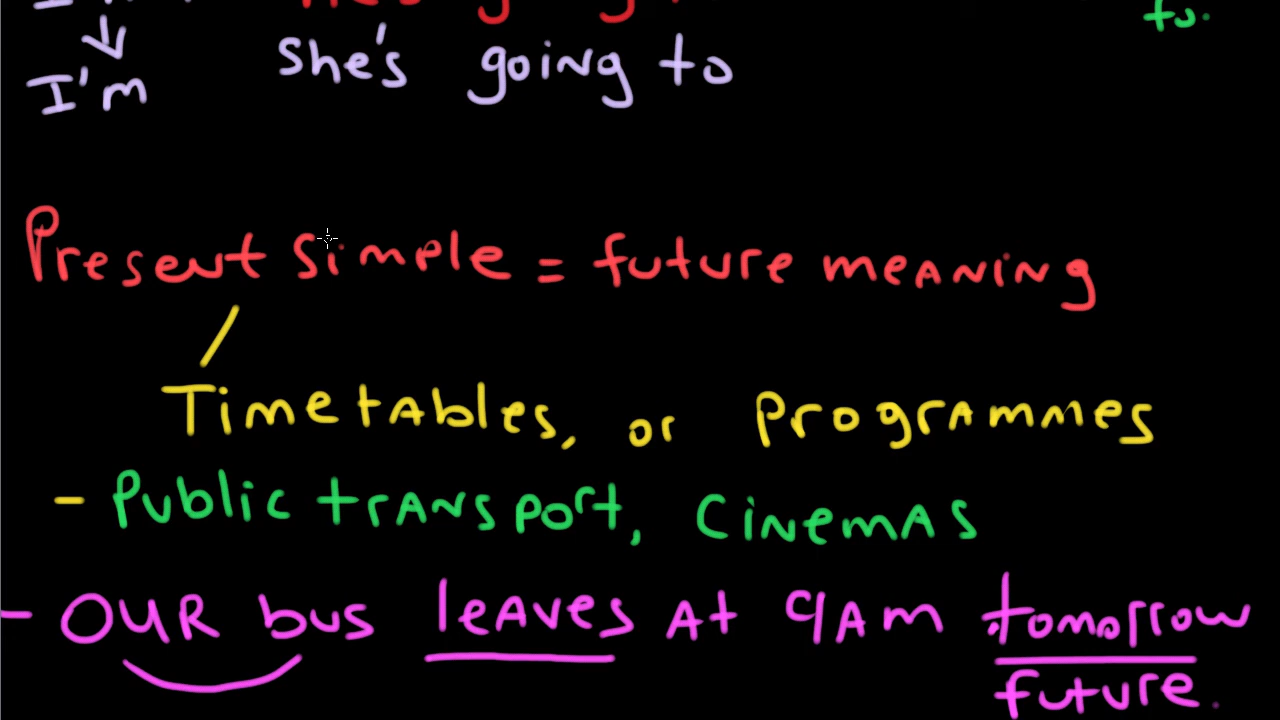 to.
She's going to
I'm
Present simple = future meaning
Timetables, or programmes
- Public transport, cinemas
- OUR bus leaves At 9Am tomorrow
future.